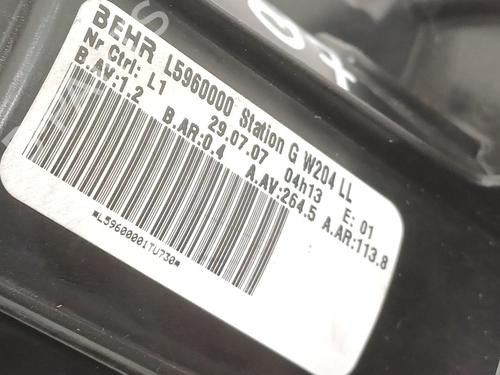 BEHR L5960000 Station G W204 LL
Nr Ctrl: L1 29.07.07 04h13 E: 01
B.AV:1.2 B.AR:0.4 A.AV:264.5 A.AR:113.8
*L59600001TU730*